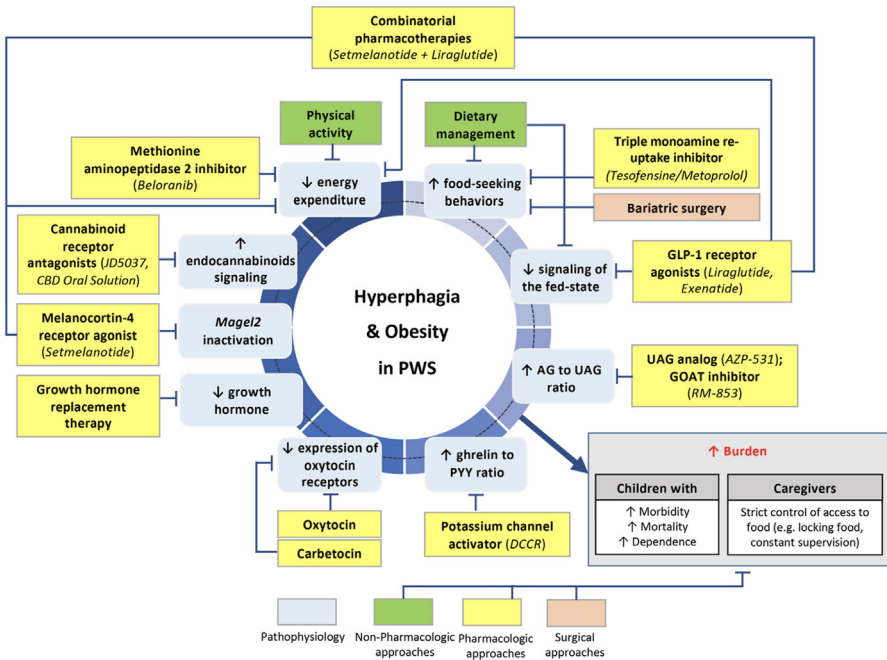 Combinatorial
pharmacotherapies
(Setmelanotide + Liraglutide)
Physical
activity
Dietary
management
Methionine
aminopeptidase 2 inhibitor
(Beloranib)
Triple monoamine re-
uptake inhibitor
(Tesofensine/Metoprolol)
↓ energy
expenditure
↑ food-seeking
behaviors
Bariatric surgery
Cannabinoid receptor
antagonists (JD5037,
CBD Oral Solution)
↑
endocannabinoids
signaling
↓ signaling of
the fed-state
GLP-1 receptor
agonists (Liraglutide,
Exenatide)
Hyperphagia
& Obesity
in PWS
Melanocortin-4
receptor agonist
(Setmelanotide)
Magel2
inactivation
↑ AG to UAG
ratio
UAG analog (AZP-531);
GOAT inhibitor
(RM-853)
Growth hormone
replacement
therapy
↓ growth
hormone
↓ expression of
oxytocin
receptors
↑ ghrelin to
PYY ratio
Oxytocin
Carbetocin
Potassium channel
activator (DCCR)
↑ Burden
Children with
↑ Morbidity
↑ Mortality
↑ Dependence
Caregivers
Strict control of access to
food (e.g. locking food,
constant supervision)
Pathophysiology
Non-Pharmacologic
approaches
Pharmacologic
approaches
Surgical
approaches